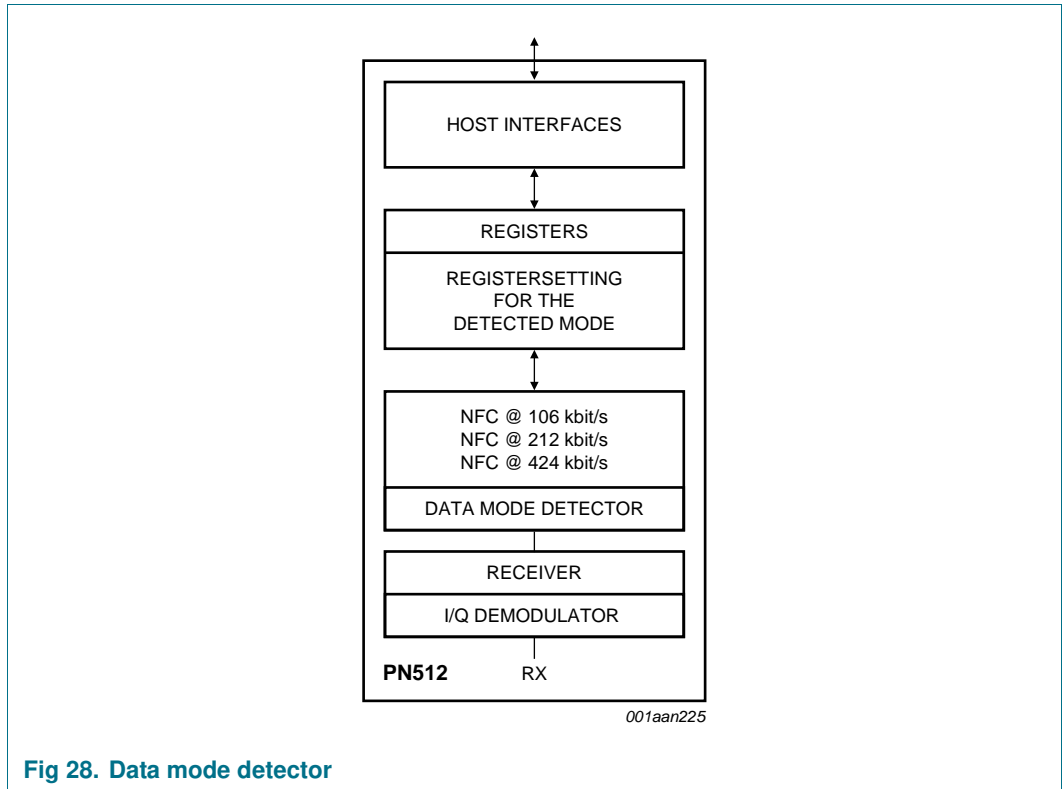 HOST INTERFACES
REGISTERS
REGISTERSETTING
FOR THE
DETECTED MODE
NFC @ 106 kbit/s
NFC @ 212 kbit/s
NFC @ 424 kbit/s
DATA MODE DETECTOR
RECEIVER
I/Q DEMODULATOR
PN512 RX
001aan225
Fig 28. Data mode detector